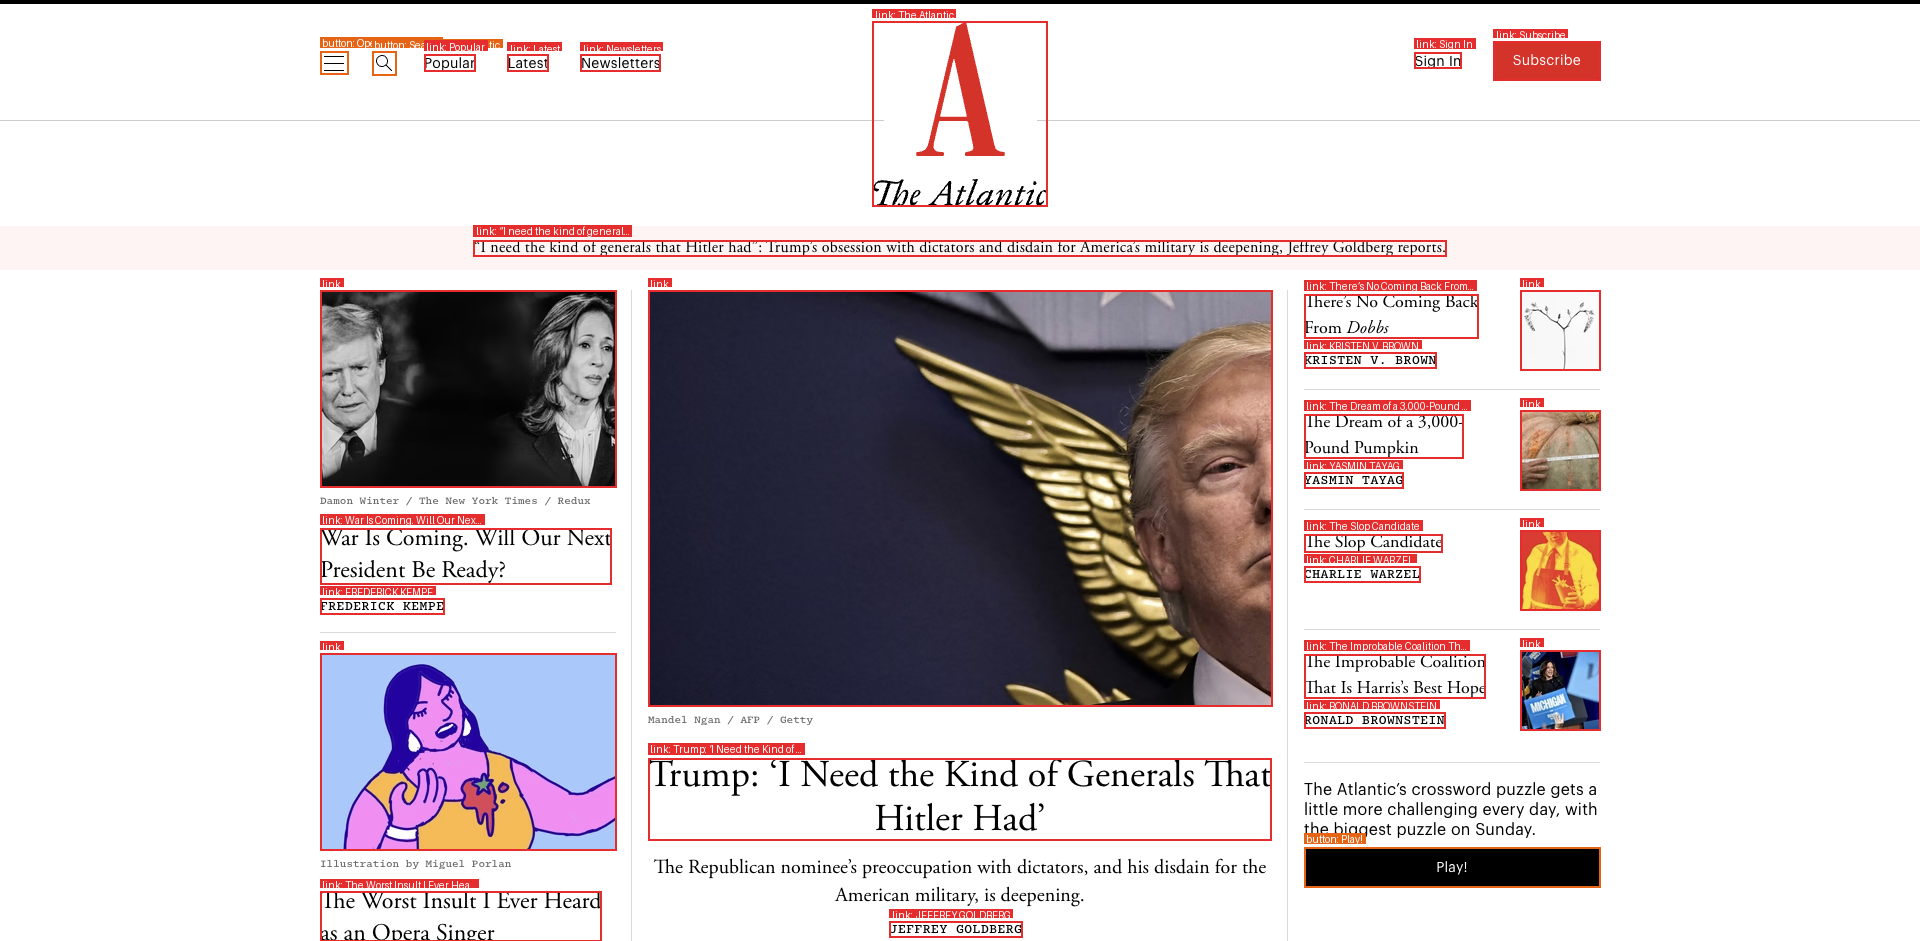 link: The Atlantic
button: Ope
button: Sea
tic
link: Popular
link: Latest
link: Newsletters
link: Sign In
link: Subscribe
Popular
Latest
Newsletters
Sign In
Subscribe
A
The Atlantic
link: "I need the kind of general...
"I need the kind of generals that Hitler had": Trump's obsession with dictators and disdain for America's military is deepening, Jeffrey Goldberg reports.
link
Damon Winter / The New York Times / Redux
link: War Is Coming. Will Our Nex...
War Is Coming. Will Our Next
President Be Ready?
link: FREDERICK KEMPE
FREDERICK KEMPE
link
Illustration by Miguel Porlan
link: The Worst Insult I Ever Hea...
The Worst Insult I Ever Heard
as an Opera Singer
link
Mandel Ngan / AFP / Getty
link: Trump: 'I Need the Kind of...
Trump: ‘I Need the Kind of Generals That
Hitler Had’
The Republican nominee’s preoccupation with dictators, and his disdain for the
American military, is deepening.
link: JEFFREY GOLDBERG
JEFFREY GOLDBERG
link: There's No Coming Back From...
There’s No Coming Back
From Dobbs
link: KRISTEN V. BROWN
KRISTEN V. BROWN
link
link: The Dream of a 3,000-Pound ...
The Dream of a 3,000-
Pound Pumpkin
link: YASMIN TAYAG
YASMIN TAYAG
link
link: The Slop Candidate
The Slop Candidate
link: CHARLIE WARZEL
CHARLIE WARZEL
link
link: The Improbable Coalition Th...
The Improbable Coalition
That Is Harris’s Best Hope
link: RONALD BROWNSTEIN
RONALD BROWNSTEIN
link
MICHIGAN
The Atlantic’s crossword puzzle gets a
little more challenging every day, with
the biggest puzzle on Sunday.
button: Play!
Play!